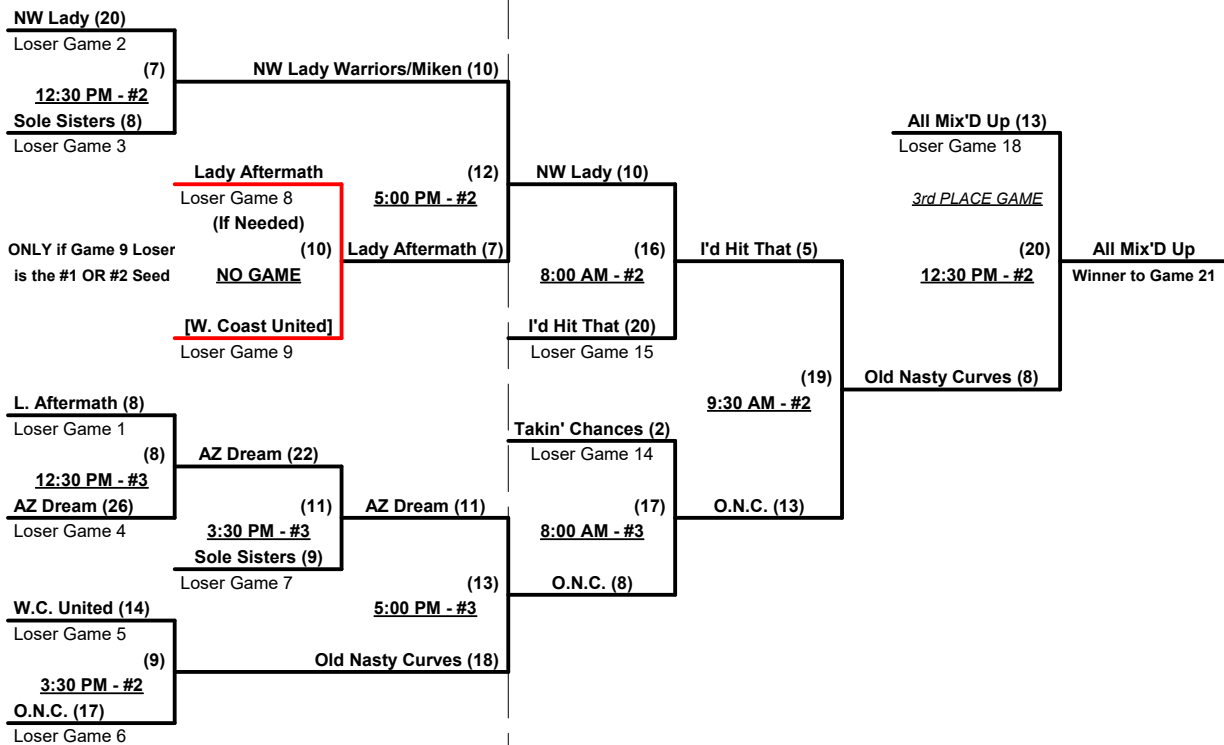 NW Lady (20)
Loser Game 2
(7)
12:30 PM - #2
Sole Sisters (8)
Loser Game 3
NW Lady Warriors/Miken (10)
Lady Aftermath
Loser Game 8
(If Needed)
ONLY if Game 9 Loser
is the #1 OR #2 Seed
(10)
NO GAME
[W. Coast United]
Loser Game 9
Lady Aftermath (7)
(12)
5:00 PM - #2
NW Lady (10)
(16)
8:00 AM - #2
I'd Hit That (20)
Loser Game 15
I'd Hit That (5)
L. Aftermath (8)
Loser Game 1
(8)
12:30 PM - #3
AZ Dream (26)
Loser Game 4
AZ Dream (22)
(11)
3:30 PM - #3
Sole Sisters (9)
Loser Game 7
AZ Dream (11)
W.C. United (14)
Loser Game 5
(9)
3:30 PM - #2
O.N.C. (17)
Loser Game 6
Old Nasty Curves (18)
(13)
5:00 PM - #3
Takin' Chances (2)
Loser Game 14
(17)
8:00 AM - #3
O.N.C. (8)
O.N.C. (13)
(19)
9:30 AM - #2
All Mix'D Up (13)
Loser Game 18
3rd PLACE GAME
(20)
12:30 PM - #2
Old Nasty Curves (8)
All Mix'D Up
Winner to Game 21